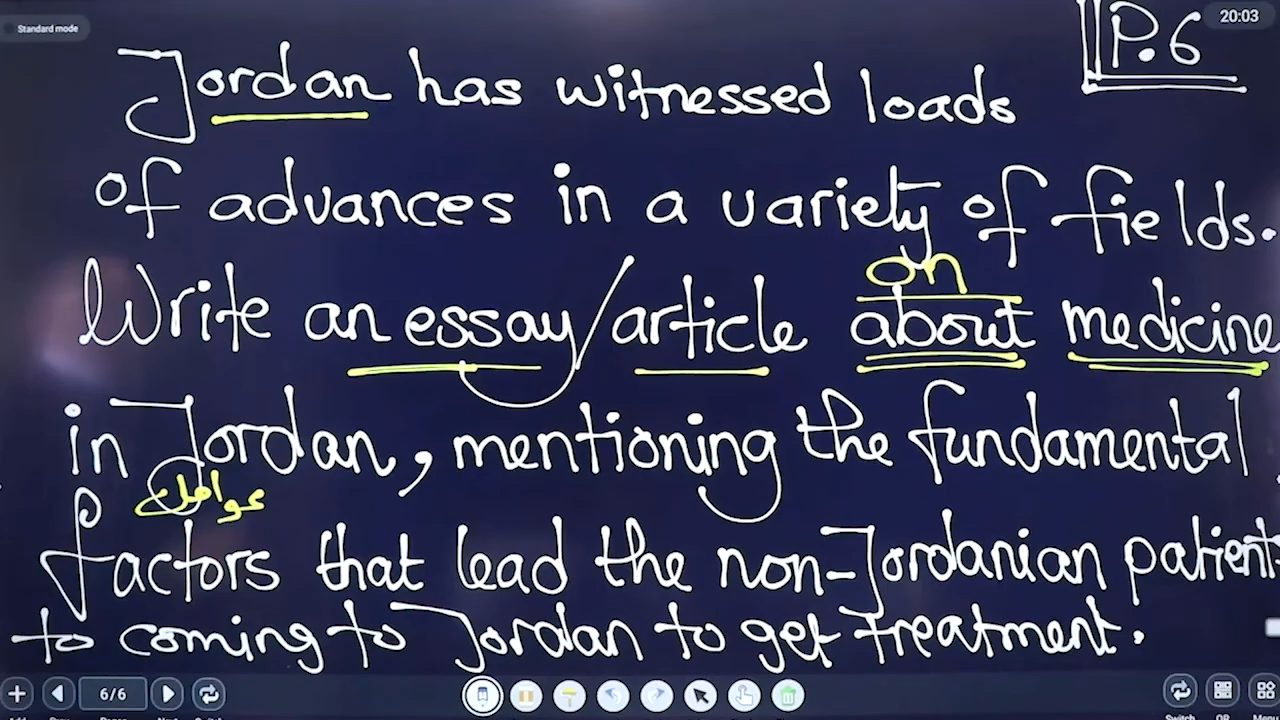 Standard mode
20:03
P.6
Jordan has witnessed loads
of advances in a variety of fields.
on
Write an essay/article about medicine
in Jordan, mentioning the fundamental
عوامل
factors that lead the non-Jordanian patient
to coming to Jordan to get treatment.
6/6